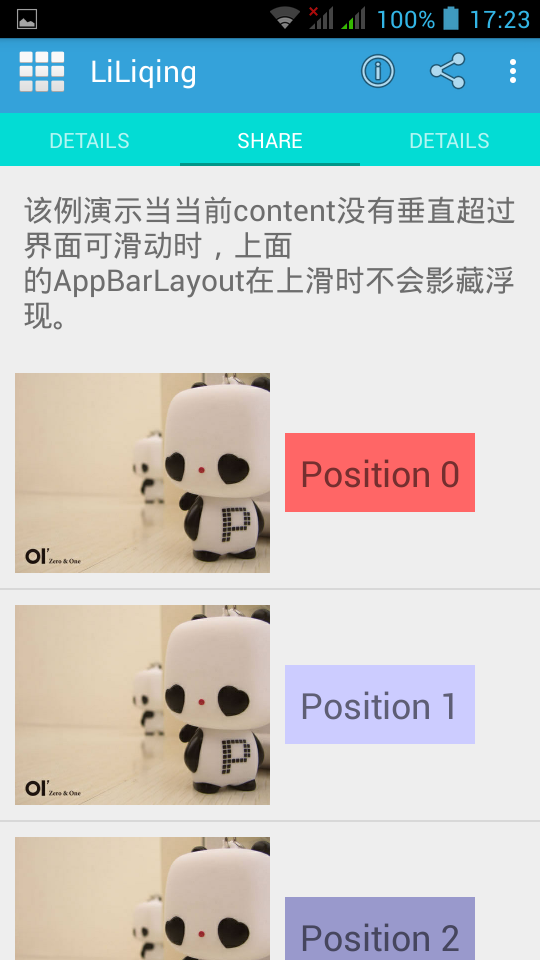 100% 17:23
LiLiqing
DETAILS SHARE DETAILS
该例演示当当前content没有垂直超过
界面可滑动时，上面
的AppBarLayout在上滑时不会影藏浮
现。
P
Position 0
OI' Zero & One
P
Position 1
OI' Zero & One
Position 2